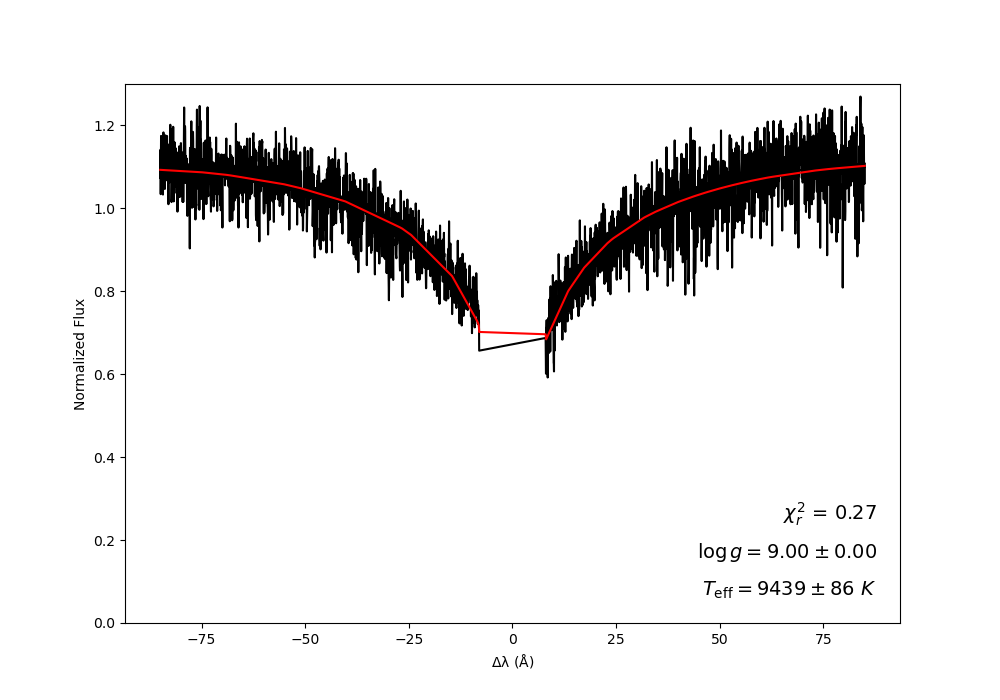 1.2
1.0
0.8
0.6
0.4
0.2
0.0
Normalized Flux
χ²ᵣ = 0.27
log g = 9.00 ± 0.00
T_eff = 9439 ± 86 K
−75 −50 −25 0 25 50 75
Δλ (Å)